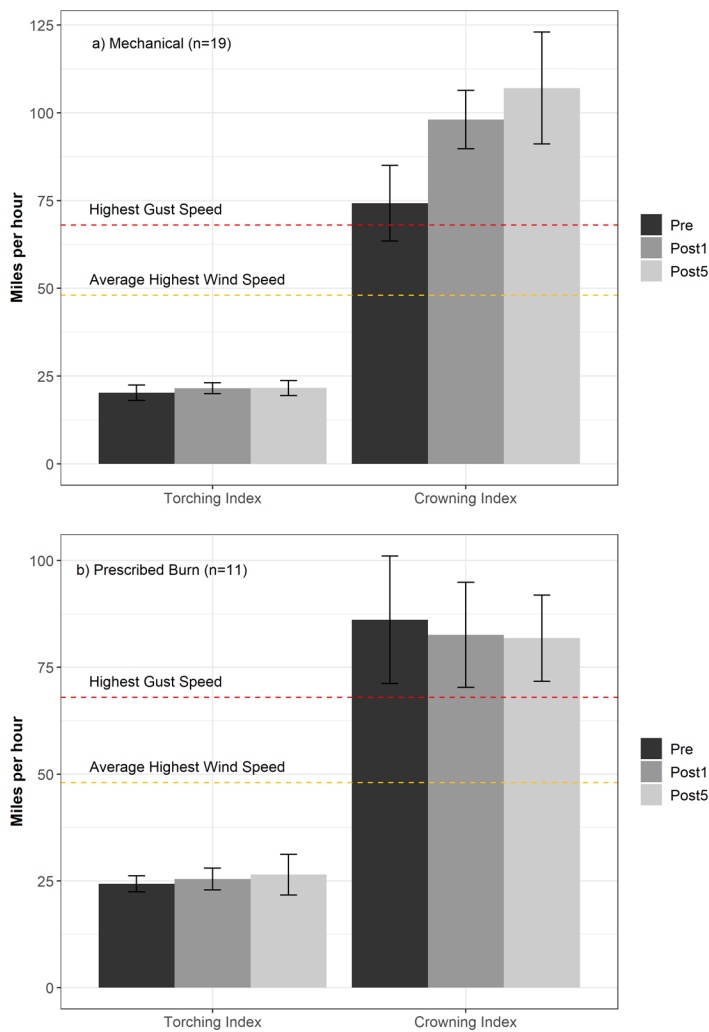 a) Mechanical (n=19)
125
100
75
50
25
0
Miles per hour
Highest Gust Speed
Average Highest Wind Speed
Torching Index
Crowning Index
Pre
Post1
Post5
b) Prescribed Burn (n=11)
100
75
50
25
0
Miles per hour
Highest Gust Speed
Average Highest Wind Speed
Torching Index
Crowning Index
Pre
Post1
Post5